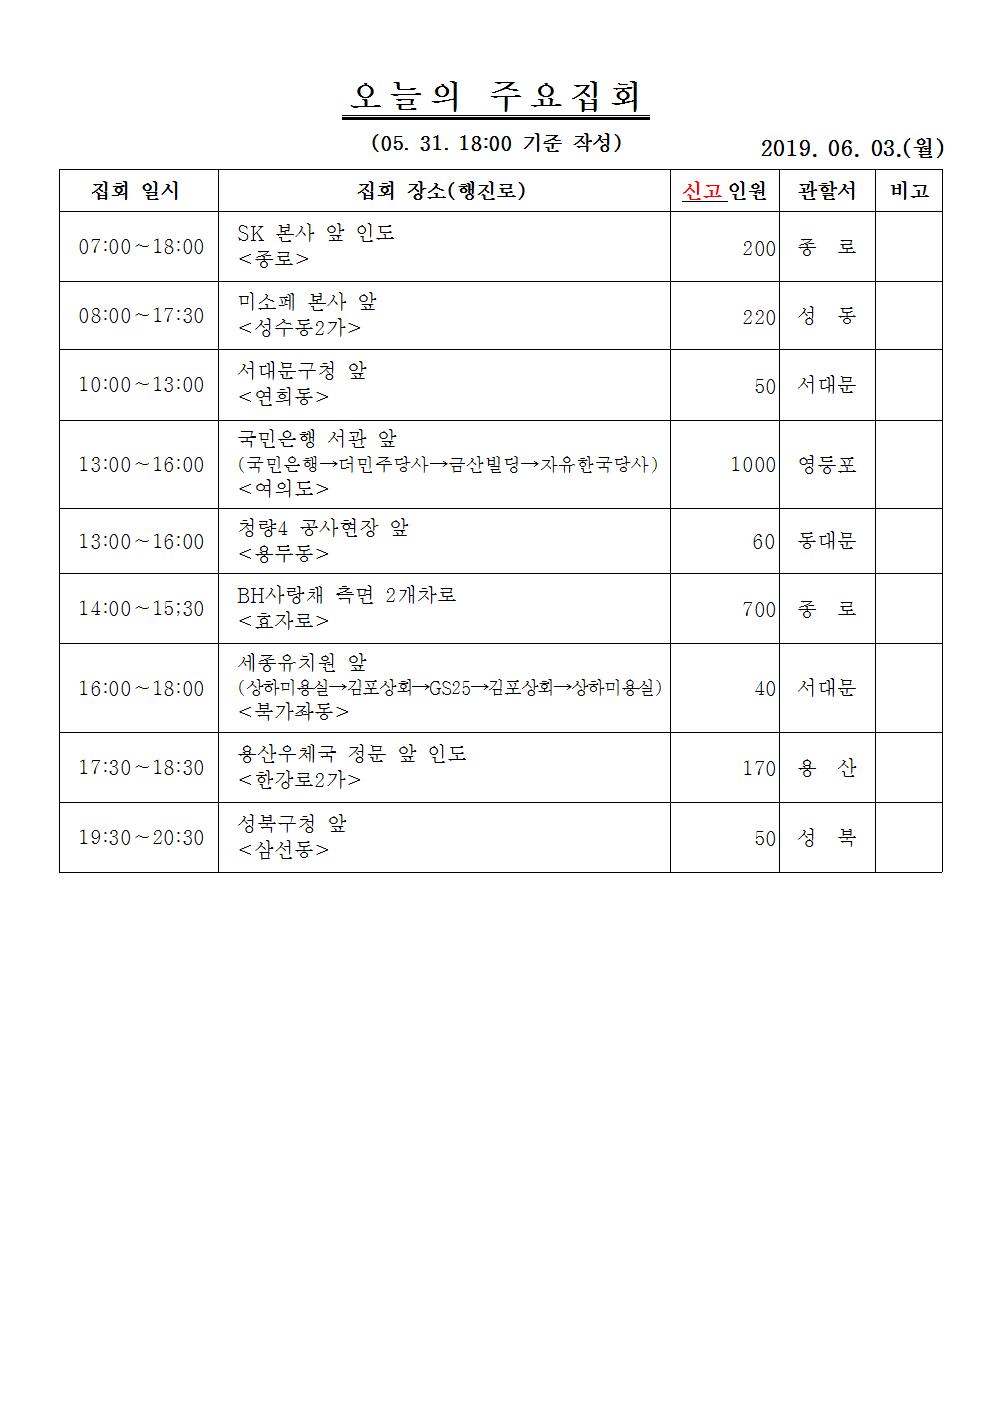 오늘의 주요집회
(05. 31. 18:00 기준 작성)
2019. 06. 03.(월)
집회 일시 집회 장소(행진로) 신고인원 관할서 비고
07:00~18:00 SK 본사 앞 인도 200 종 로
<종로>
08:00~17:30 미소페 본사 앞 220 성 동
<성수동2가>
10:00~13:00 서대문구청 앞 50 서대문
<연희동>
13:00~16:00 국민은행 서관 앞 1000 영등포
(국민은행→더민주당사→금산빌딩→자유한국당사)
<여의도>
13:00~16:00 청량4 공사현장 앞 60 동대문
<용두동>
14:00~15;30 BH사랑채 측면 2개차로 700 종 로
<효자로>
16:00~18:00 세종유치원 앞 40 서대문
(상하미용실→김포상회→GS25→김포상회→상하미용실)
<북가좌동>
17:30~18:30 용산우체국 정문 앞 인도 170 용 산
<한강로2가>
19:30~20:30 성북구청 앞 50 성 북
<삼선동>